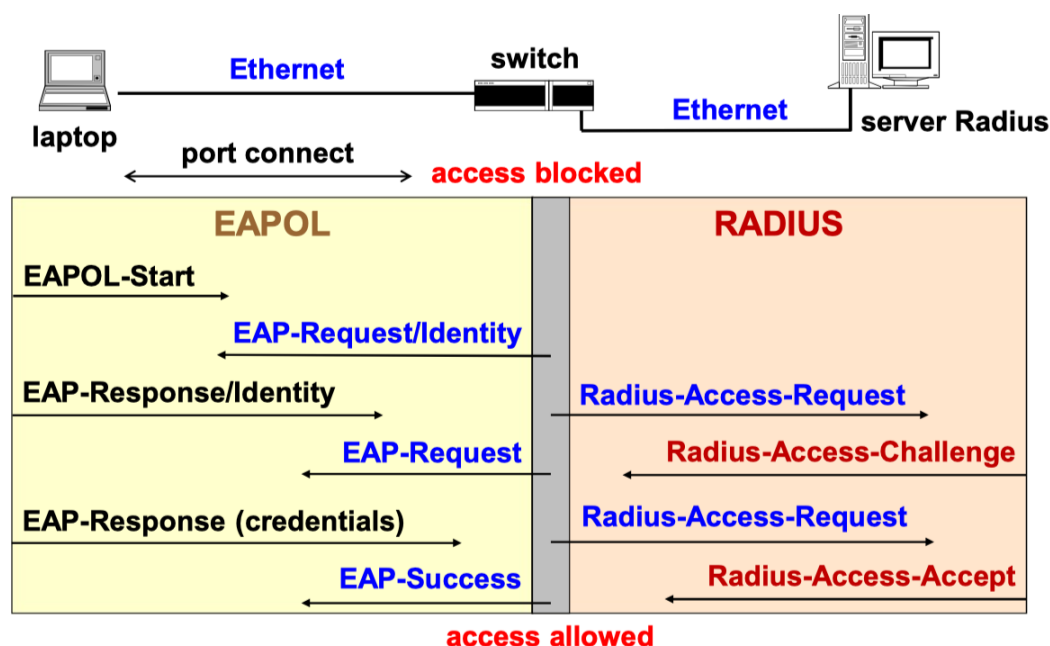 Ethernet
switch
Ethernet
server Radius
laptop
port connect
access blocked
EAPOL
RADIUS
EAPOL-Start
EAP-Request/Identity
EAP-Response/Identity
Radius-Access-Request
EAP-Request
Radius-Access-Challenge
EAP-Response (credentials)
Radius-Access-Request
EAP-Success
Radius-Access-Accept
access allowed